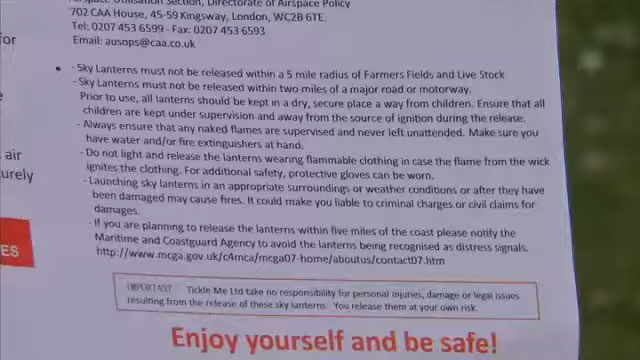 Airspace Utilisation Section, Directorate of Airspace Policy
702 CAA House, 45-59 Kingsway, London, WC2B 6TE.
Tel: 0207 453 6599 - Fax: 0207 453 6593
Email: ausops@caa.co.uk
for
• - Sky Lanterns must not be released within a 5 mile radius of Farmers Fields and Live Stock
- Sky Lanterns must not be released within two miles of a major road or motorway.
Prior to use, all lanterns should be kept in a dry, secure place a way from children. Ensure that all
children are kept under supervision and away from the source of ignition during the release.
- Always ensure that any naked flames are supervised and never left unattended. Make sure you
have water and/or fire extinguishers at hand.
- Do not light and release the lanterns wearing flammable clothing in case the flame from the wick
ignites the clothing. For additional safety, protective gloves can be worn.
- Launching sky lanterns in an appropriate surroundings or weather conditions or after they have
been damaged may cause fires. It could make you liable to criminal charges or civil claims for
damages.
- If you are planning to release the lanterns within five miles of the coast please notify the
Maritime and Coastguard Agency to avoid the lanterns being recognised as distress signals.
http://www.mcga.gov.uk/c4mca/mcga07-home/aboutus/contact07.htm
air
urely
ES
IMPORTANT Tickle Me Ltd take no responsibility for personal injuries, damage or legal issues
resulting from the release of these sky lanterns. You release them at your own risk.
Enjoy yourself and be safe!